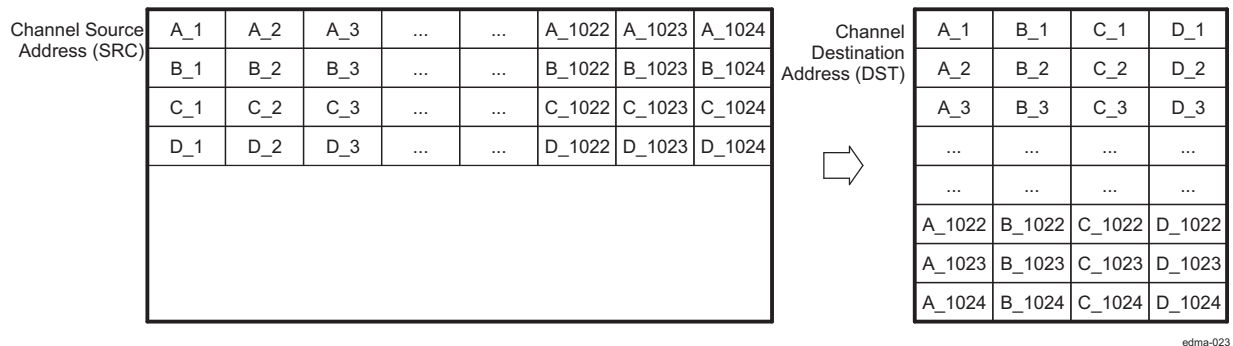 Channel Source
Address (SRC)
A_1 A_2 A_3 ... ... A_1022 A_1023 A_1024
B_1 B_2 B_3 ... ... B_1022 B_1023 B_1024
C_1 C_2 C_3 ... ... C_1022 C_1023 C_1024
D_1 D_2 D_3 ... ... D_1022 D_1023 D_1024
Channel
Destination
Address (DST)
A_1 B_1 C_1 D_1
A_2 B_2 C_2 D_2
A_3 B_3 C_3 D_3
... ... ... ...
... ... ... ...
A_1022 B_1022 C_1022 D_1022
A_1023 B_1023 C_1023 D_1023
A_1024 B_1024 C_1024 D_1024
edma-023